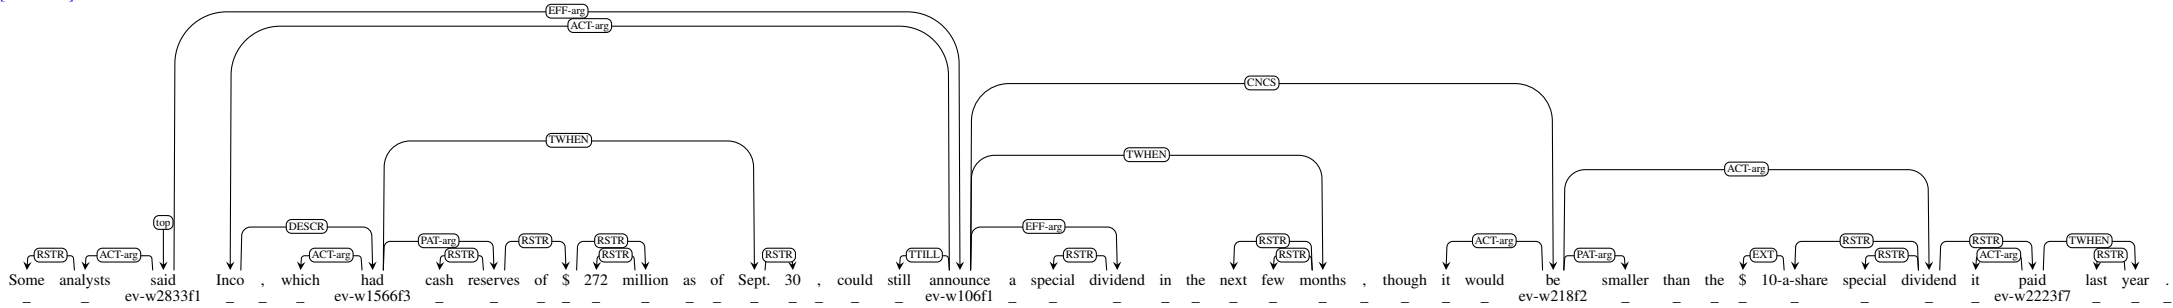 EFF-arg
ACT-arg
CNCS
TWHEN
TWHEN
ACT-arg
top
DESCR
EFF-arg
PAT-arg RSTR RSTR RSTR ACT-arg RSTR RSTR TWHEN
RSTR ACT-arg ACT-arg RSTR RSTR RSTR TTILL RSTR RSTR PAT-arg EXT RSTR ACT-arg RSTR
Some analysts said Inco , which had cash reserves of $ 272 million as of Sept. 30 , could still announce a special dividend in the next few months , though it would be smaller than the $ 10-a-share special dividend it paid last year .
_ _ ev-w2833f1 _ _ _ ev-w1566f3 _ _ _ _ _ _ _ _ _ _ _ _ _ ev-w106f1 _ _ _ _ _ _ _ _ _ _ _ _ ev-w218f2 _ _ _ _ _ _ _ _ ev-w2223f7 _ _ _